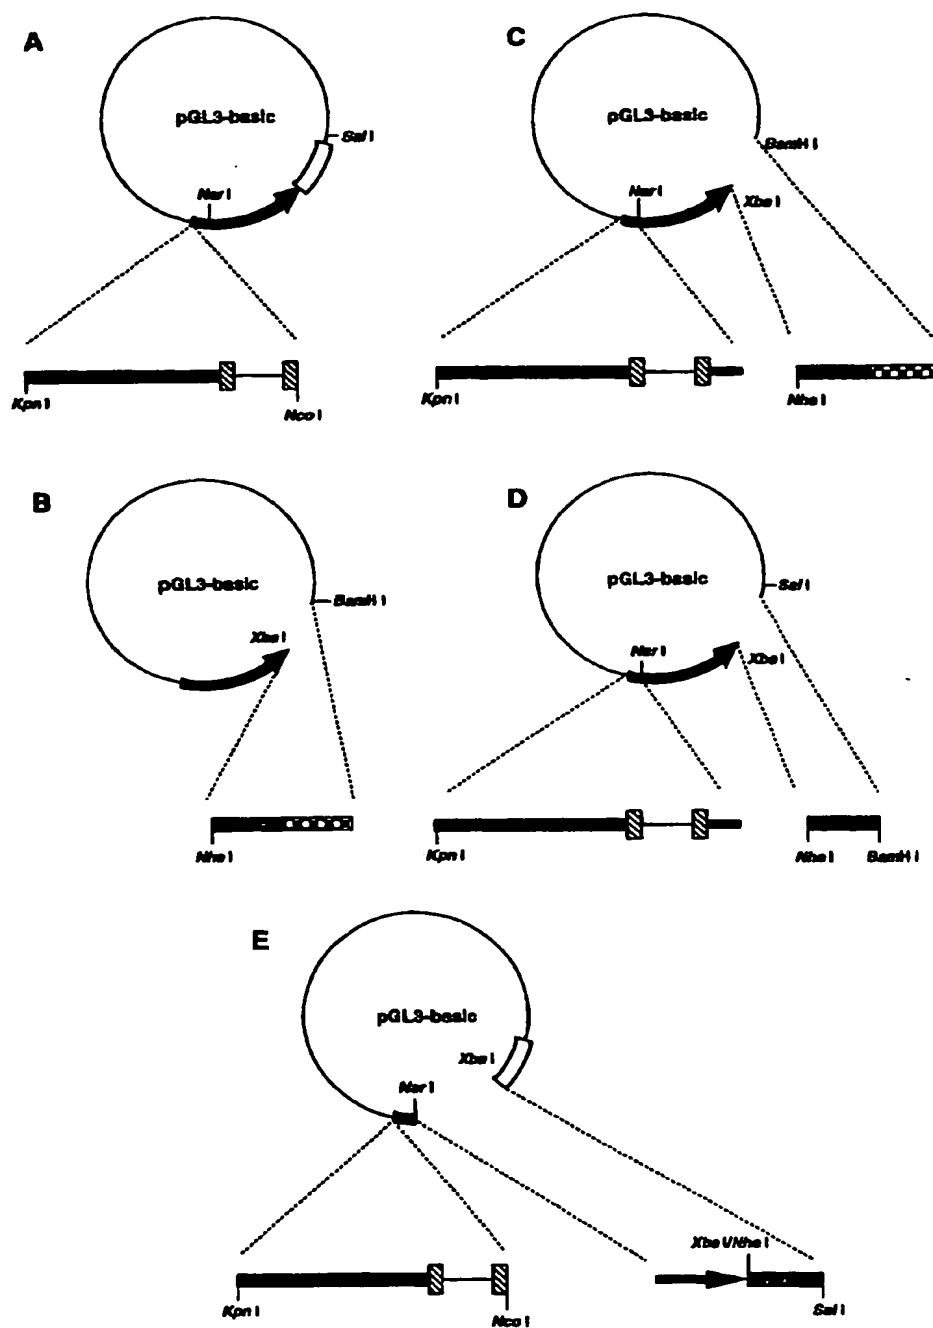 A
pGL3-basic
Sal I
Nar I
Kpn I
Nco I
C
pGL3-basic
BamH I
Nar I
Xba I
Kpn I
Nhe I
B
pGL3-basic
BamH I
Xba I
Nhe I
D
pGL3-basic
Sal I
Nar I
Xba I
Kpn I
Nhe I
BamH I
E
pGL3-basic
Xba I
Nar I
Xba I/Nhe I
Kpn I
Nco I
Sal I